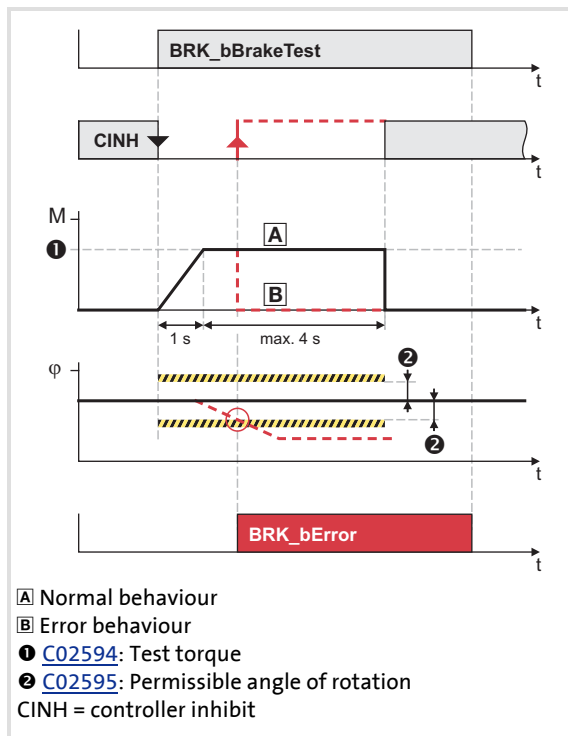 BRK_bBrakeTest
t
CINH
t
M
❶
A
B
1 s
max. 4 s
t
φ
❷
❷
t
BRK_bError
t
A Normal behaviour
B Error behaviour
❶ C02594: Test torque
❷ C02595: Permissible angle of rotation
CINH = controller inhibit